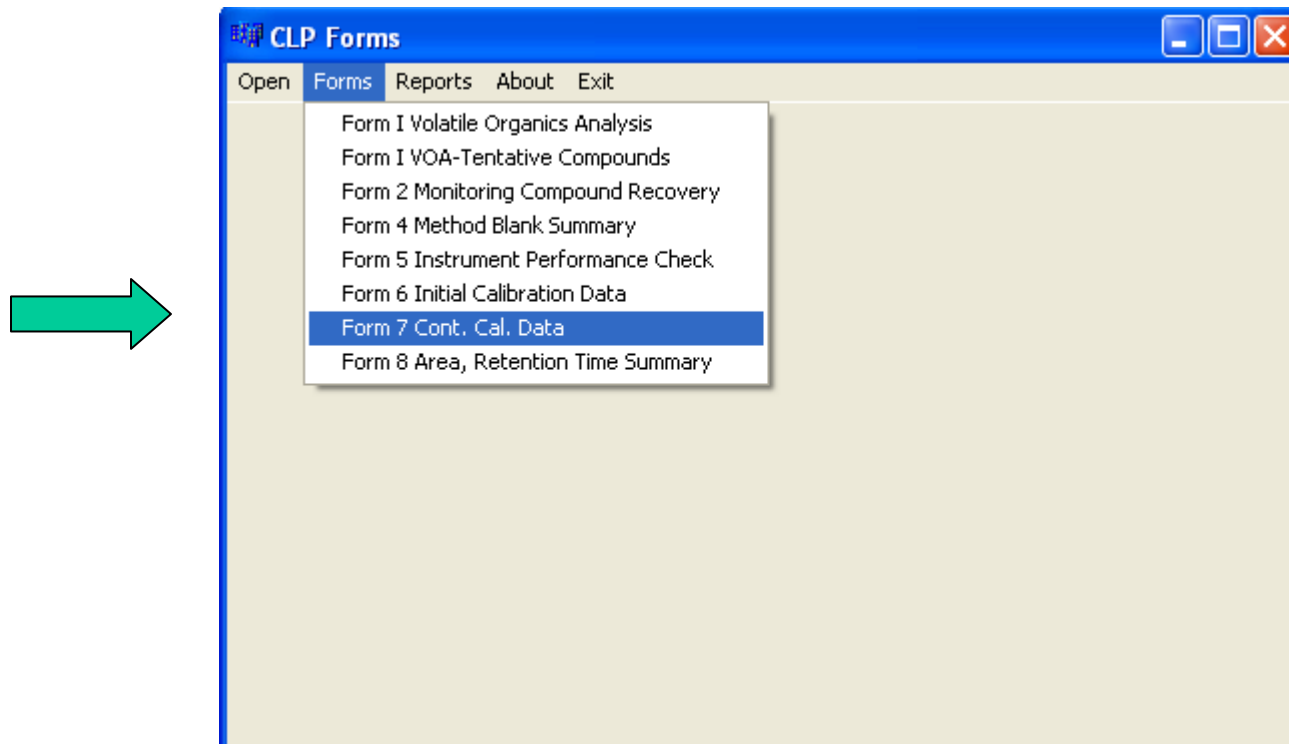 CLP Forms
Open Forms Reports About Exit
Form I Volatile Organics Analysis
Form I VOA-Tentative Compounds
Form 2 Monitoring Compound Recovery
Form 4 Method Blank Summary
Form 5 Instrument Performance Check
Form 6 Initial Calibration Data
Form 7 Cont. Cal. Data
Form 8 Area, Retention Time Summary